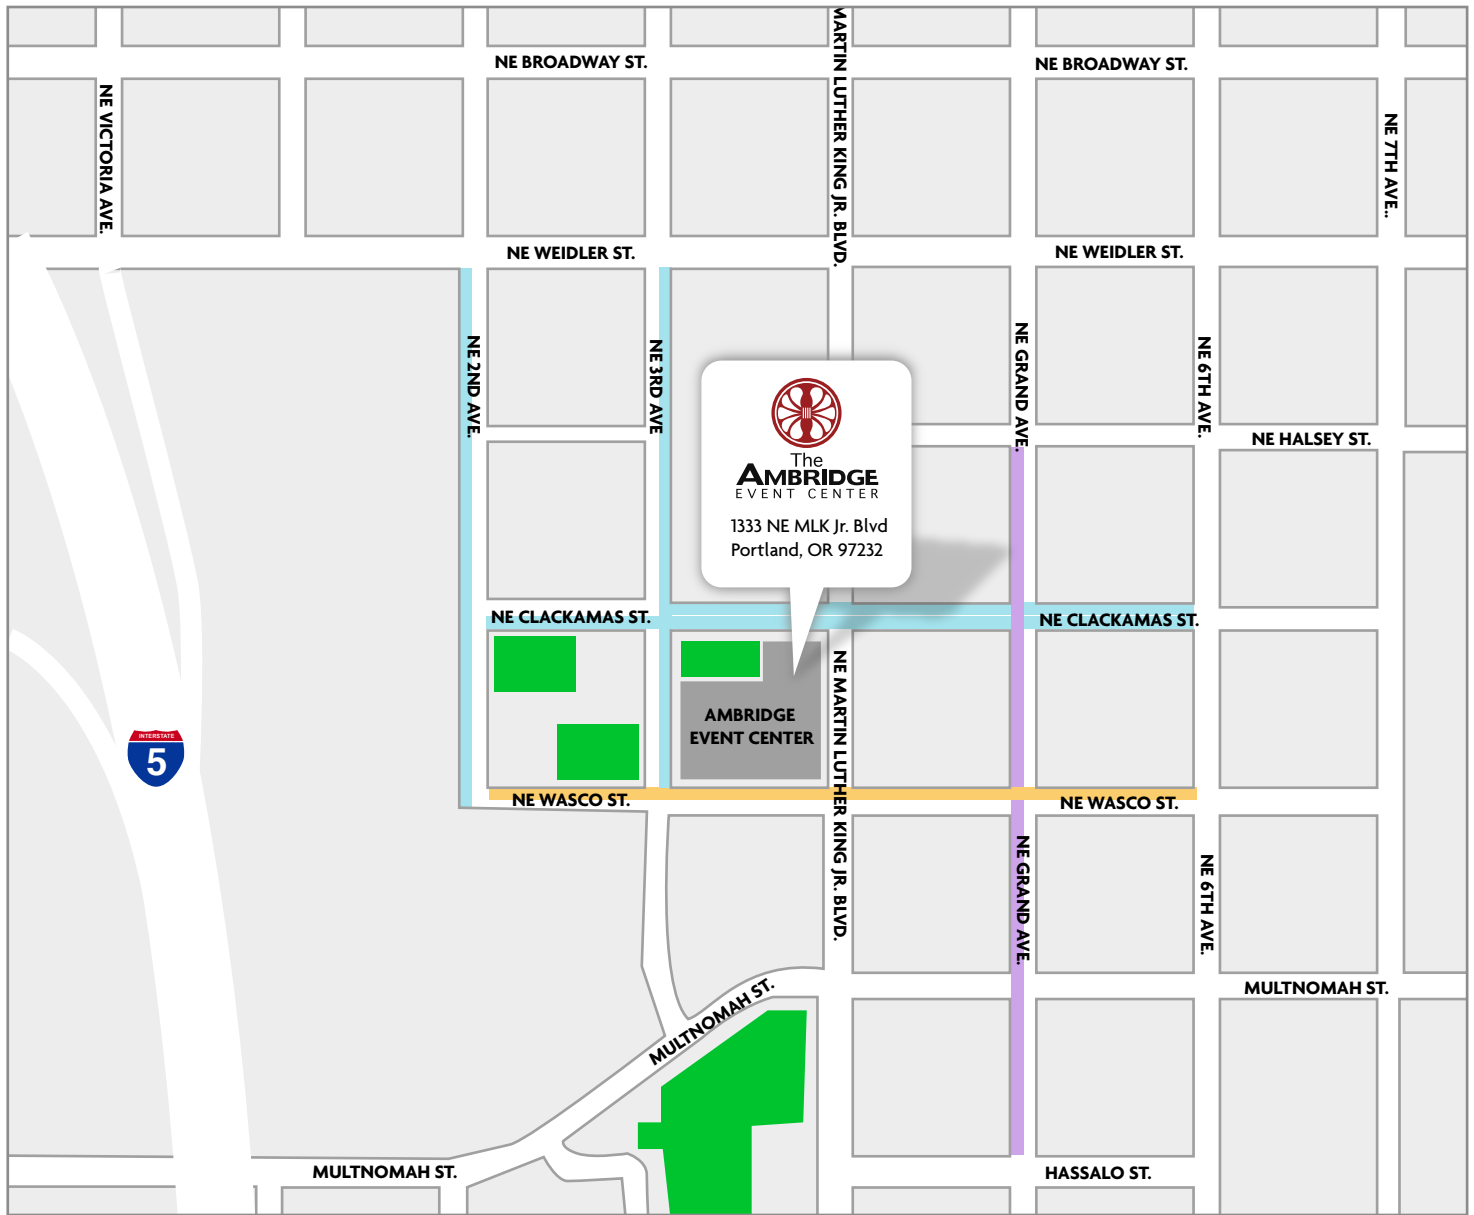 MARTIN LUTHER KING JR. BLVD.
NE BROADWAY ST.
NE BROADWAY ST.
NE VICTORIA AVE.
NE 7TH AVE..
NE WEIDLER ST.
NE WEIDLER ST.
NE 2ND AVE.
NE 3RD AVE
NE GRAND AVE.
NE 6TH AVE.
NE HALSEY ST.
The
AMBRIDGE
EVENT CENTER
1333 NE MLK Jr. Blvd
Portland, OR 97232
NE CLACKAMAS ST.
NE CLACKAMAS ST.
NE MARTIN LUTHER KING JR. BLVD.
AMBRIDGE
EVENT CENTER
INTERSTATE
5
NE WASCO ST.
NE WASCO ST.
NE GRAND AVE.
NE 6TH AVE.
MULTNOMAH ST.
MULTNOMAH ST.
MULTNOMAH ST.
HASSALO ST.